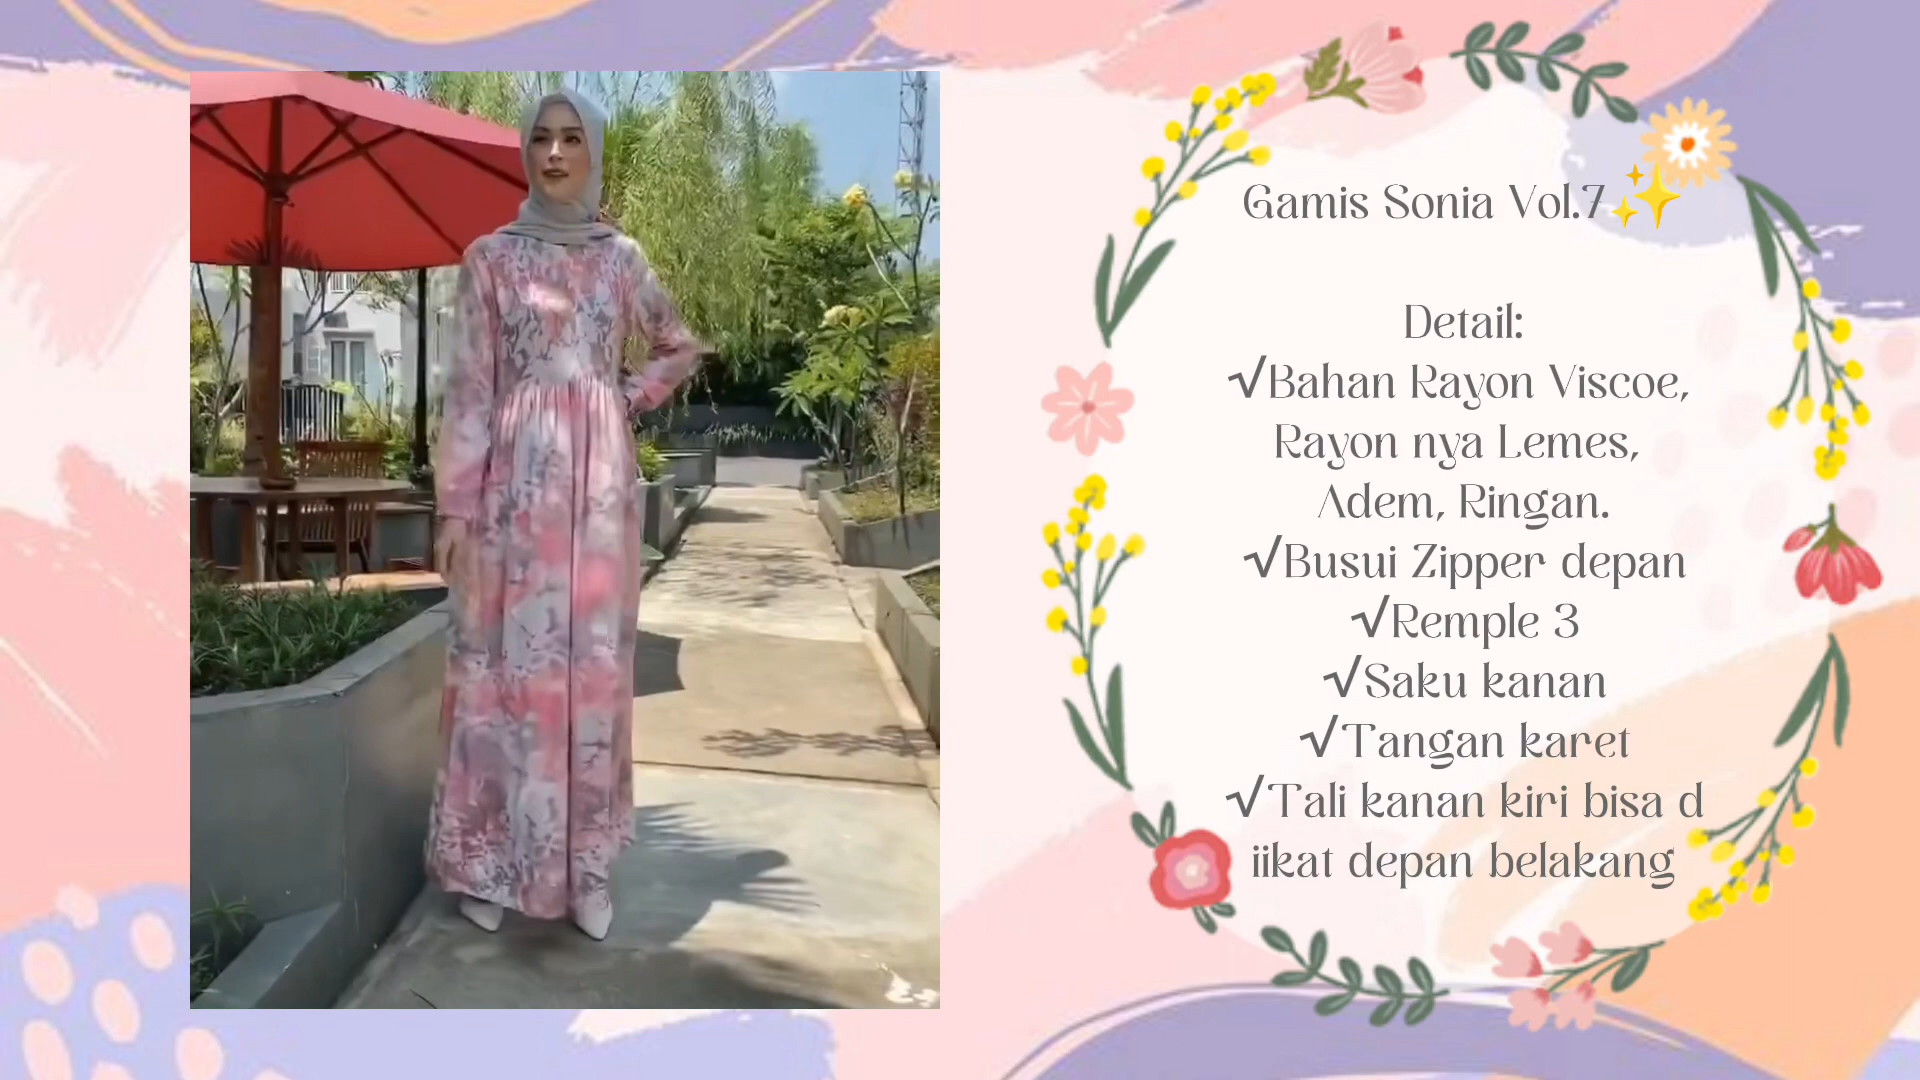 Gamis Sonia Vol.7✨
Detail:
√Bahan Rayon Viscoe,
Rayon nya Lemes,
Adem, Ringan.
√Busui Zipper depan
√Remple 3
√Saku kanan
√Tangan karet
√Tali kanan kiri bisa d
iikat depan belakang